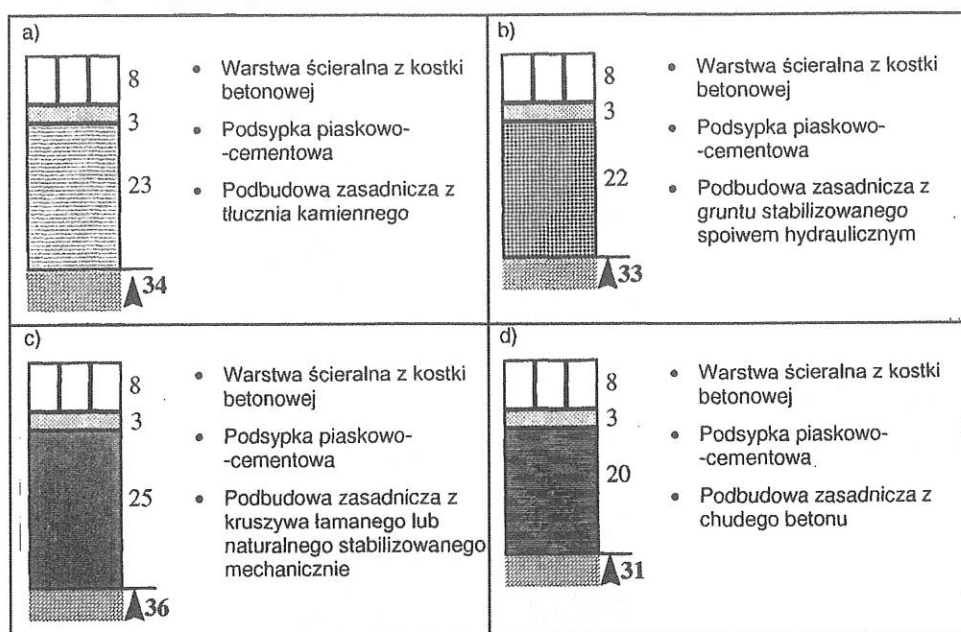 a)
8
3
23
34
• Warstwa ścieralna z kostki
betonowej
• Podsypka piaskowo-
-cementowa
• Podbudowa zasadnicza z
tłucznia kamiennego
b)
8
3
22
33
• Warstwa ścieralna z kostki
betonowej
• Podsypka piaskowo-
-cementowa
• Podbudowa zasadnicza z
gruntu stabilizowanego
spoiwem hydraulicznym
c)
8
3
25
36
• Warstwa ścieralna z kostki
betonowej
• Podsypka piaskowo-
-cementowa
• Podbudowa zasadnicza z
kruszywa łamanego lub
naturalnego stabilizowanego
mechanicznie
d)
8
3
20
31
• Warstwa ścieralna z kostki
betonowej
• Podsypka piaskowo-
-cementowa
• Podbudowa zasadnicza z
chudego betonu